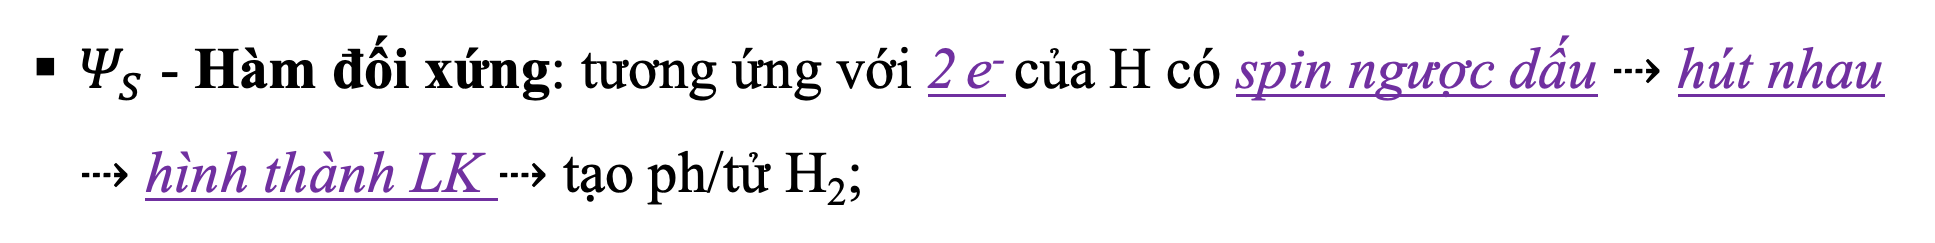 ▪ Ψ_S - Hàm đối xứng: tương ứng với 2 e⁻ của H có spin ngược dấu ⇢ hút nhau
⇢ hình thành LK ⇢ tạo ph/tử H₂;